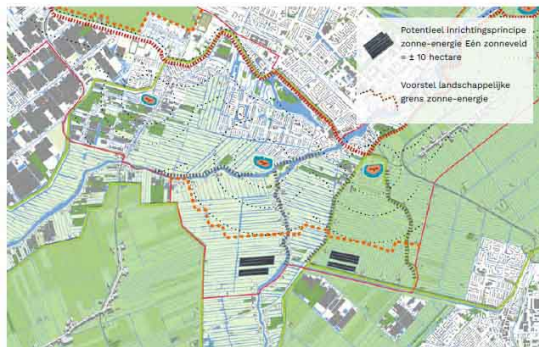 Potentieel inrichtingsprincipe
zonne-energie Eén zonneveld
= ± 10 hectare
Voorstel landschappelijke
grens zonne-energie